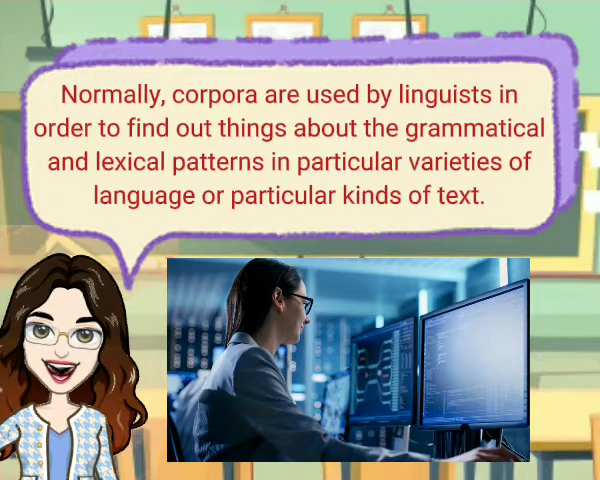 Normally, corpora are used by linguists in
order to find out things about the grammatical
and lexical patterns in particular varieties of
language or particular kinds of text.